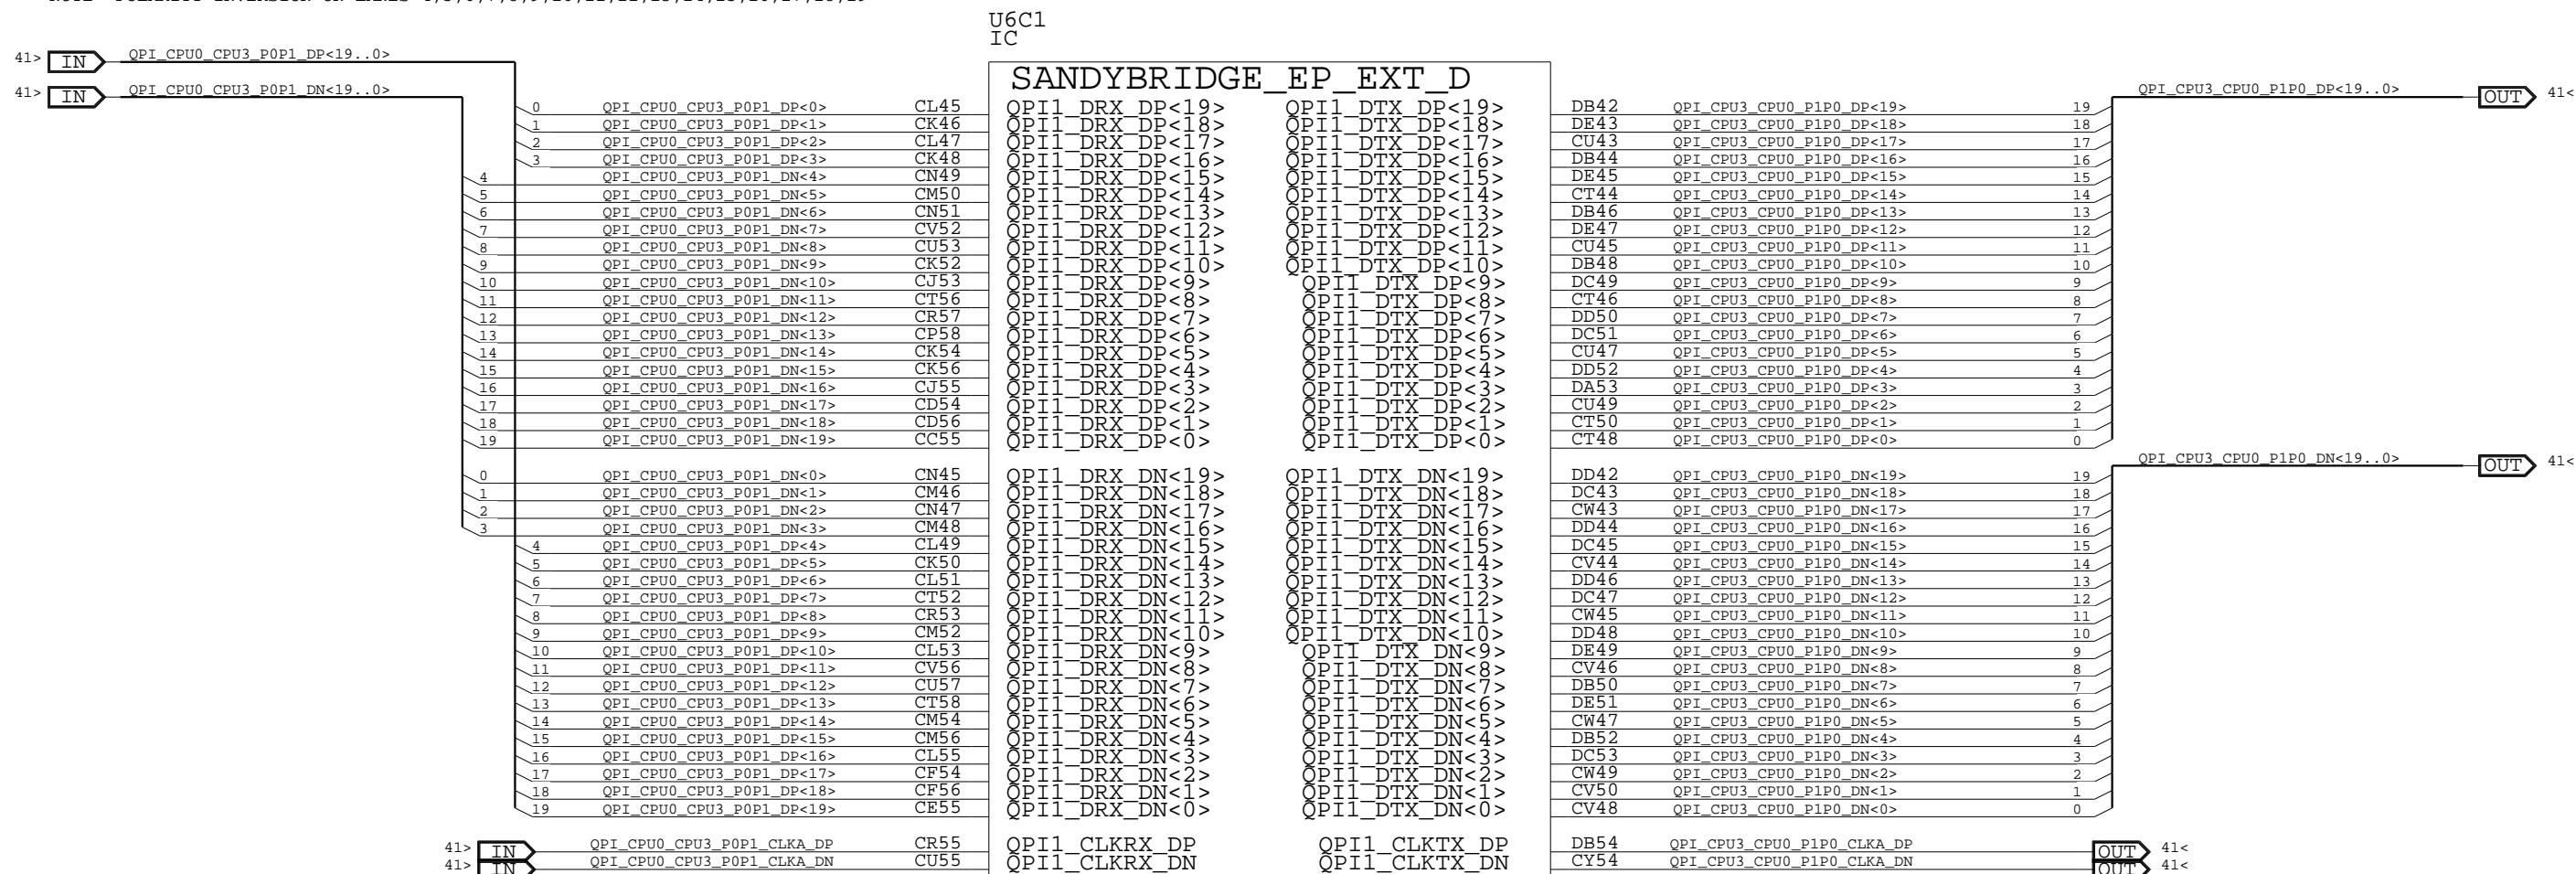 U6C1
IC
41> IN QPI_CPU0_CPU3_P0P1_DP<19..0>
SANDYBRIDGE_EP_EXT_D
41> IN QPI_CPU0_CPU3_P0P1_DN<19..0>
QPI_CPU3_CPU0_P1P0_DP<19..0> OUT 41<
0 QPI_CPU0_CPU3_P0P1_DP<0> CL45 QPI1_DRX_DP<19> QPI1_DTX_DP<19> DB42 QPI_CPU3_CPU0_P1P0_DP<19> 19
1 QPI_CPU0_CPU3_P0P1_DP<1> CK46 QPI1_DRX_DP<18> QPI1_DTX_DP<18> DE43 QPI_CPU3_CPU0_P1P0_DP<18> 18
2 QPI_CPU0_CPU3_P0P1_DP<2> CL47 QPI1_DRX_DP<17> QPI1_DTX_DP<17> CU43 QPI_CPU3_CPU0_P1P0_DP<17> 17
3 QPI_CPU0_CPU3_P0P1_DP<3> CK48 QPI1_DRX_DP<16> QPI1_DTX_DP<16> DB44 QPI_CPU3_CPU0_P1P0_DP<16> 16
4 QPI_CPU0_CPU3_P0P1_DN<4> CN49 QPI1_DRX_DP<15> QPI1_DTX_DP<15> DE45 QPI_CPU3_CPU0_P1P0_DP<15> 15
5 QPI_CPU0_CPU3_P0P1_DN<5> CM50 QPI1_DRX_DP<14> QPI1_DTX_DP<14> CT44 QPI_CPU3_CPU0_P1P0_DP<14> 14
6 QPI_CPU0_CPU3_P0P1_DN<6> CN51 QPI1_DRX_DP<13> QPI1_DTX_DP<13> DB46 QPI_CPU3_CPU0_P1P0_DP<13> 13
7 QPI_CPU0_CPU3_P0P1_DN<7> CV52 QPI1_DRX_DP<12> QPI1_DTX_DP<12> DE47 QPI_CPU3_CPU0_P1P0_DP<12> 12
8 QPI_CPU0_CPU3_P0P1_DN<8> CU53 QPI1_DRX_DP<11> QPI1_DTX_DP<11> CU45 QPI_CPU3_CPU0_P1P0_DP<11> 11
9 QPI_CPU0_CPU3_P0P1_DN<9> CK52 QPI1_DRX_DP<10> QPI1_DTX_DP<10> DB48 QPI_CPU3_CPU0_P1P0_DP<10> 10
10 QPI_CPU0_CPU3_P0P1_DN<10> CJ53 QPI1_DRX_DP<9> QPI1_DTX_DP<9> DC49 QPI_CPU3_CPU0_P1P0_DP<9> 9
11 QPI_CPU0_CPU3_P0P1_DN<11> CT56 QPI1_DRX_DP<8> QPI1_DTX_DP<8> CT46 QPI_CPU3_CPU0_P1P0_DP<8> 8
12 QPI_CPU0_CPU3_P0P1_DN<12> CR57 QPI1_DRX_DP<7> QPI1_DTX_DP<7> DD50 QPI_CPU3_CPU0_P1P0_DP<7> 7
13 QPI_CPU0_CPU3_P0P1_DN<13> CP58 QPI1_DRX_DP<6> QPI1_DTX_DP<6> DC51 QPI_CPU3_CPU0_P1P0_DP<6> 6
14 QPI_CPU0_CPU3_P0P1_DN<14> CK54 QPI1_DRX_DP<5> QPI1_DTX_DP<5> CU47 QPI_CPU3_CPU0_P1P0_DP<5> 5
15 QPI_CPU0_CPU3_P0P1_DN<15> CK56 QPI1_DRX_DP<4> QPI1_DTX_DP<4> DD52 QPI_CPU3_CPU0_P1P0_DP<4> 4
16 QPI_CPU0_CPU3_P0P1_DN<16> CJ55 QPI1_DRX_DP<3> QPI1_DTX_DP<3> DA53 QPI_CPU3_CPU0_P1P0_DP<3> 3
17 QPI_CPU0_CPU3_P0P1_DN<17> CD54 QPI1_DRX_DP<2> QPI1_DTX_DP<2> CU49 QPI_CPU3_CPU0_P1P0_DP<2> 2
18 QPI_CPU0_CPU3_P0P1_DN<18> CD56 QPI1_DRX_DP<1> QPI1_DTX_DP<1> CT50 QPI_CPU3_CPU0_P1P0_DP<1> 1
19 QPI_CPU0_CPU3_P0P1_DN<19> CC55 QPI1_DRX_DP<0> QPI1_DTX_DP<0> CT48 QPI_CPU3_CPU0_P1P0_DP<0> 0
QPI_CPU3_CPU0_P1P0_DN<19..0> OUT 41<
0 QPI_CPU0_CPU3_P0P1_DN<0> CN45 QPI1_DRX_DN<19> QPI1_DTX_DN<19> DD42 QPI_CPU3_CPU0_P1P0_DN<19> 19
1 QPI_CPU0_CPU3_P0P1_DN<1> CM46 QPI1_DRX_DN<18> QPI1_DTX_DN<18> DC43 QPI_CPU3_CPU0_P1P0_DN<18> 18
2 QPI_CPU0_CPU3_P0P1_DN<2> CN47 QPI1_DRX_DN<17> QPI1_DTX_DN<17> CW43 QPI_CPU3_CPU0_P1P0_DN<17> 17
3 QPI_CPU0_CPU3_P0P1_DN<3> CM48 QPI1_DRX_DN<16> QPI1_DTX_DN<16> DD44 QPI_CPU3_CPU0_P1P0_DN<16> 16
4 QPI_CPU0_CPU3_P0P1_DP<4> CL49 QPI1_DRX_DN<15> QPI1_DTX_DN<15> DC45 QPI_CPU3_CPU0_P1P0_DN<15> 15
5 QPI_CPU0_CPU3_P0P1_DP<5> CK50 QPI1_DRX_DN<14> QPI1_DTX_DN<14> CV44 QPI_CPU3_CPU0_P1P0_DN<14> 14
6 QPI_CPU0_CPU3_P0P1_DP<6> CL51 QPI1_DRX_DN<13> QPI1_DTX_DN<13> DD46 QPI_CPU3_CPU0_P1P0_DN<13> 13
7 QPI_CPU0_CPU3_P0P1_DP<7> CT52 QPI1_DRX_DN<12> QPI1_DTX_DN<12> DC47 QPI_CPU3_CPU0_P1P0_DN<12> 12
8 QPI_CPU0_CPU3_P0P1_DP<8> CR53 QPI1_DRX_DN<11> QPI1_DTX_DN<11> CW45 QPI_CPU3_CPU0_P1P0_DN<11> 11
9 QPI_CPU0_CPU3_P0P1_DP<9> CM52 QPI1_DRX_DN<10> QPI1_DTX_DN<10> DD48 QPI_CPU3_CPU0_P1P0_DN<10> 10
10 QPI_CPU0_CPU3_P0P1_DP<10> CL53 QPI1_DRX_DN<9> QPI1_DTX_DN<9> DE49 QPI_CPU3_CPU0_P1P0_DN<9> 9
11 QPI_CPU0_CPU3_P0P1_DP<11> CV56 QPI1_DRX_DN<8> QPI1_DTX_DN<8> CV46 QPI_CPU3_CPU0_P1P0_DN<8> 8
12 QPI_CPU0_CPU3_P0P1_DP<12> CU57 QPI1_DRX_DN<7> QPI1_DTX_DN<7> DB50 QPI_CPU3_CPU0_P1P0_DN<7> 7
13 QPI_CPU0_CPU3_P0P1_DP<13> CT58 QPI1_DRX_DN<6> QPI1_DTX_DN<6> DE51 QPI_CPU3_CPU0_P1P0_DN<6> 6
14 QPI_CPU0_CPU3_P0P1_DP<14> CM54 QPI1_DRX_DN<5> QPI1_DTX_DN<5> CW47 QPI_CPU3_CPU0_P1P0_DN<5> 5
15 QPI_CPU0_CPU3_P0P1_DP<15> CM56 QPI1_DRX_DN<4> QPI1_DTX_DN<4> DB52 QPI_CPU3_CPU0_P1P0_DN<4> 4
16 QPI_CPU0_CPU3_P0P1_DP<16> CL55 QPI1_DRX_DN<3> QPI1_DTX_DN<3> DC53 QPI_CPU3_CPU0_P1P0_DN<3> 3
17 QPI_CPU0_CPU3_P0P1_DP<17> CF54 QPI1_DRX_DN<2> QPI1_DTX_DN<2> CW49 QPI_CPU3_CPU0_P1P0_DN<2> 2
18 QPI_CPU0_CPU3_P0P1_DP<18> CF56 QPI1_DRX_DN<1> QPI1_DTX_DN<1> CV50 QPI_CPU3_CPU0_P1P0_DN<1> 1
19 QPI_CPU0_CPU3_P0P1_DP<19> CE55 QPI1_DRX_DN<0> QPI1_DTX_DN<0> CV48 QPI_CPU3_CPU0_P1P0_DN<0> 0
41> IN QPI_CPU0_CPU3_P0P1_CLKA_DP CR55 QPI1_CLKRX_DP QPI1_CLKTX_DP DB54 QPI_CPU3_CPU0_P1P0_CLKA_DP OUT 41<
41> IN QPI_CPU0_CPU3_P0P1_CLKA_DN CU55 QPI1_CLKRX_DN QPI1_CLKTX_DN CY54 QPI_CPU3_CPU0_P1P0_CLKA_DN OUT 41<